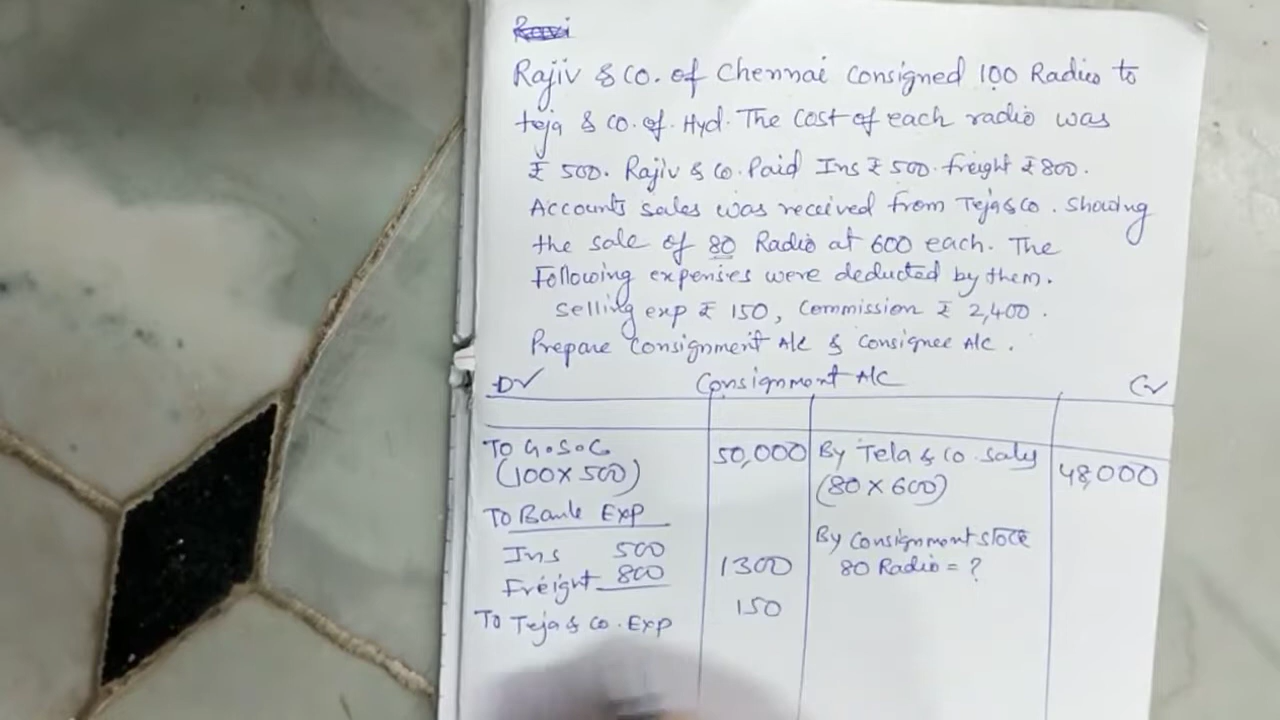 Rajiv & Co. of Chennai consigned 100 Radios to
Teja & Co. of. Hyd. The cost of each radio was
₹ 500. Rajiv & Co. Paid Ins ₹ 500. freight ₹ 800.
Accounts sales was received from Teja & Co. Showing
the sale of 80 Radio at 600 each. The
Following expenses were deducted by them.
Selling exp ₹ 150, Commission ₹ 2,400.
Prepare Consignment A/c & Consignee A/c.
Dr Consignment A/c Cr
To G.S.O.C 50,000 By Tela & Co. Sales
(100 x 500) (80 x 600) 48,000
To Bank Exp
Ins 500 By Consignment Stock
Freight 800 1300 80 Radio = ?
To Teja & Co. Exp 150